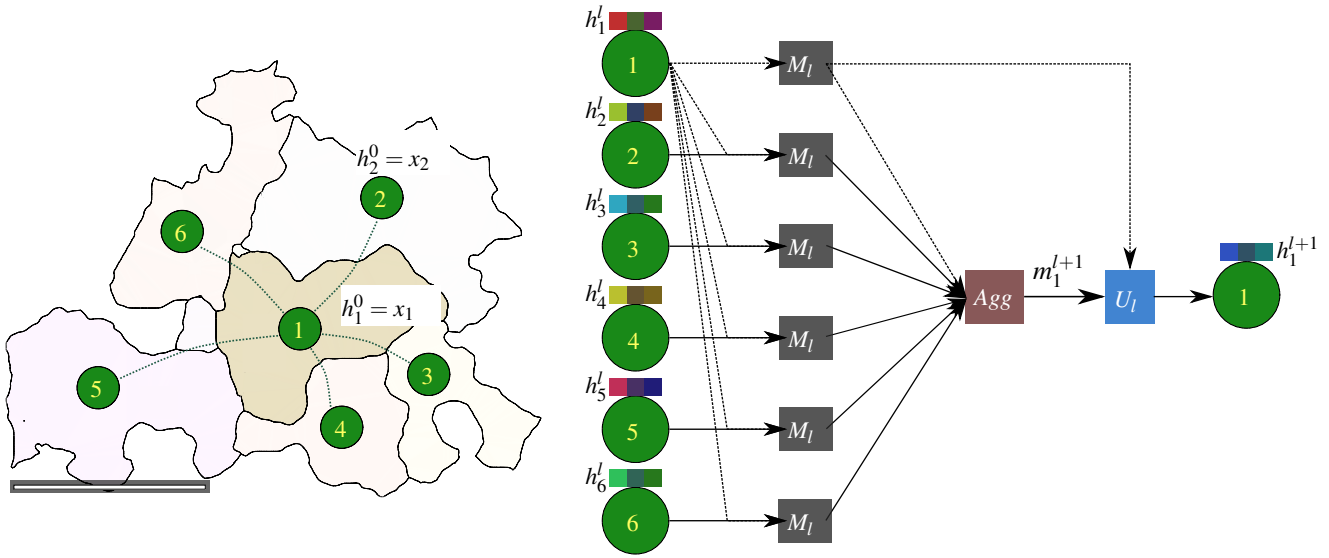 h_2^0 = x_2
2
6
h_1^0 = x_1
1
3
5
4
h_1^l
1
M_l
h_2^l
2
M_l
h_3^l
3
M_l
h_4^l
4
M_l
h_5^l
5
M_l
h_6^l
6
M_l
Agg
m_1^{l+1}
U_l
h_1^{l+1}
1